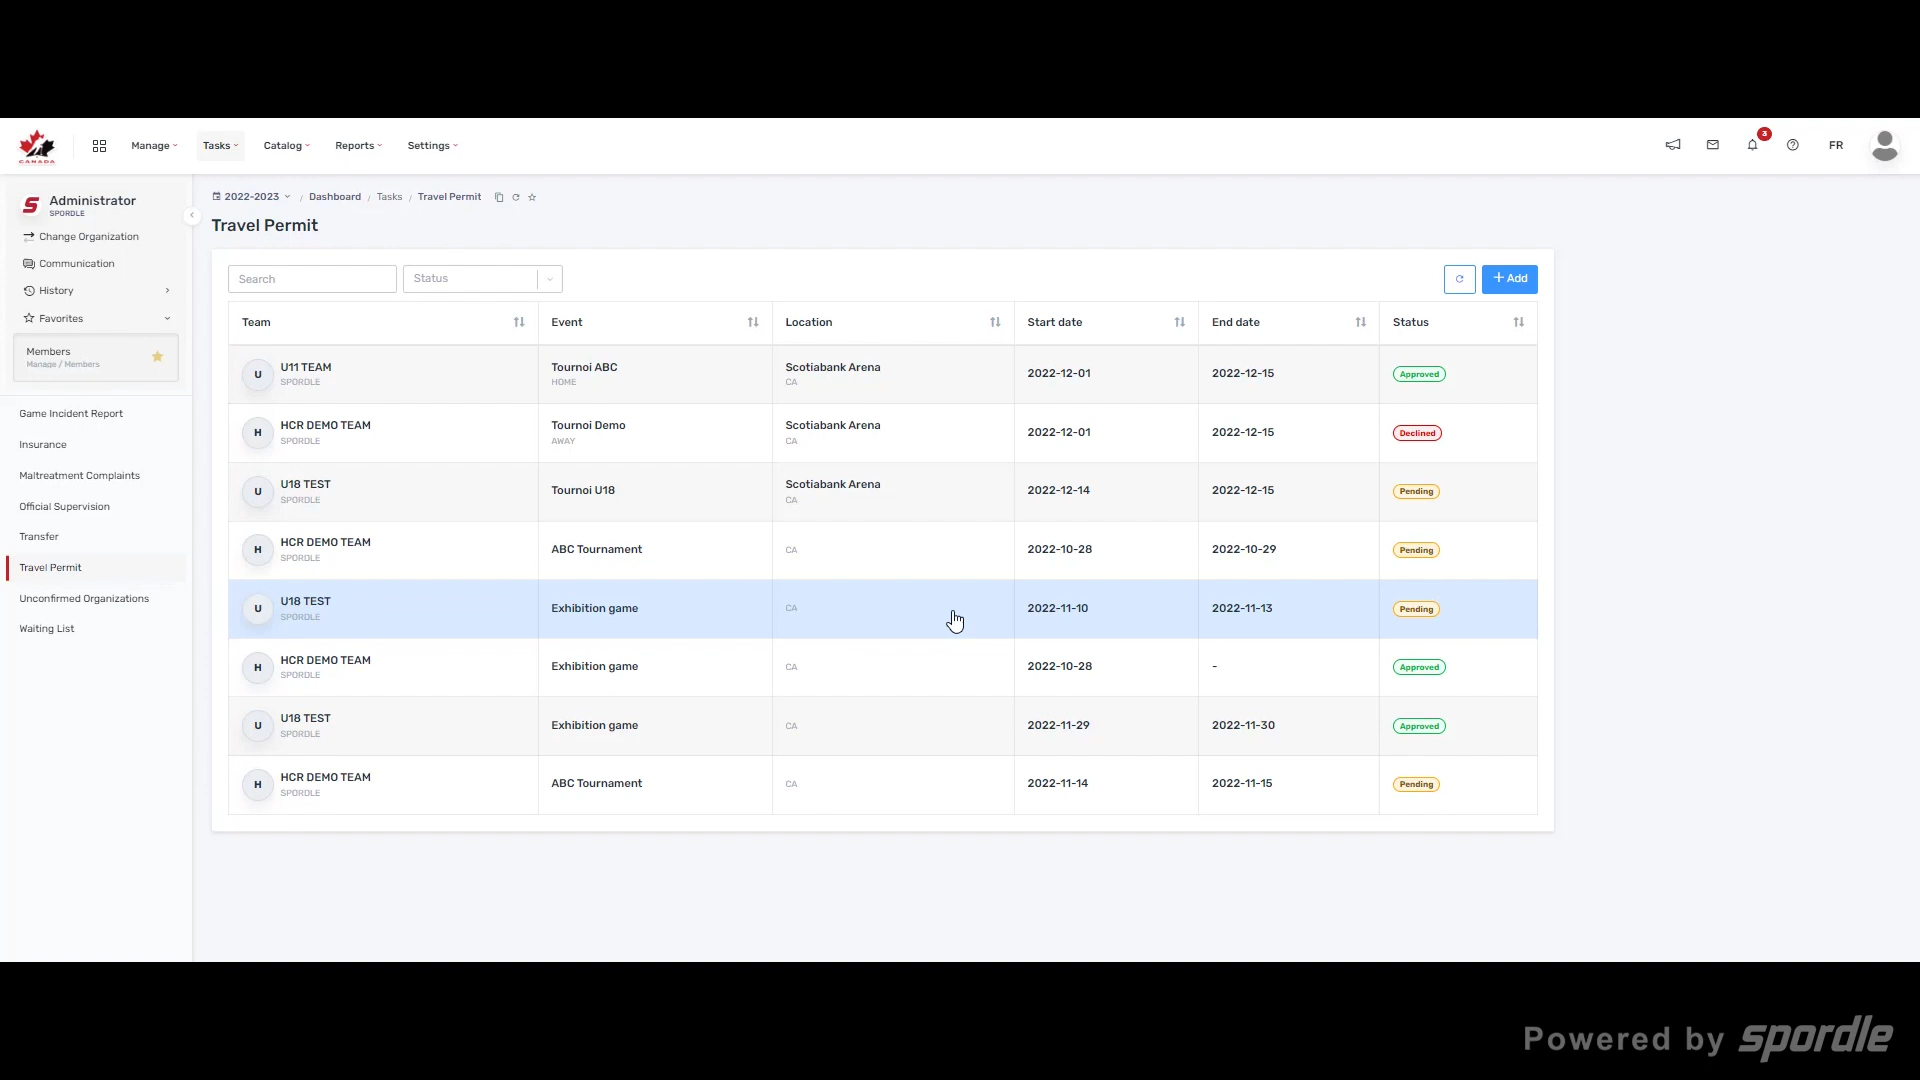 CANADA
Manage
Tasks
Catalog
Reports
Settings
3
FR
Administrator
SPORDLE
Change Organization
Communication
History
Favorites
Members
Manage / Members
Game Incident Report
Insurance
Maltreatment Complaints
Official Supervision
Transfer
Travel Permit
Unconfirmed Organizations
Waiting List
2022-2023 / Dashboard / Tasks / Travel Permit
Travel Permit
Search
Status
+ Add
Team Event Location Start date End date Status
U U11 TEAM Tournoi ABC Scotiabank Arena 2022-12-01 2022-12-15 Approved
SPORDLE HOME CA
H HCR DEMO TEAM Tournoi Demo Scotiabank Arena 2022-12-01 2022-12-15 Declined
SPORDLE AWAY CA
U U18 TEST Tournoi U18 Scotiabank Arena 2022-12-14 2022-12-15 Pending
SPORDLE CA
H HCR DEMO TEAM ABC Tournament CA 2022-10-28 2022-10-29 Pending
SPORDLE
U U18 TEST Exhibition game CA 2022-11-10 2022-11-13 Pending
SPORDLE
H HCR DEMO TEAM Exhibition game CA 2022-10-28 - Approved
SPORDLE
U U18 TEST Exhibition game CA 2022-11-29 2022-11-30 Approved
SPORDLE
H HCR DEMO TEAM ABC Tournament CA 2022-11-14 2022-11-15 Pending
SPORDLE
Powered by spordle